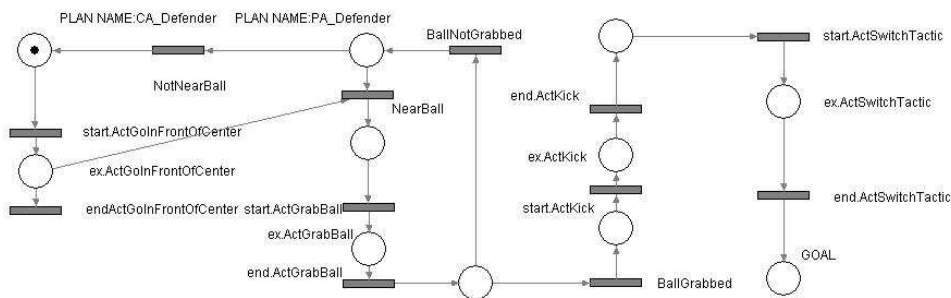 PLAN NAME:CA_Defender
PLAN NAME:PA_Defender
BallNotGrabbed
NotNearBall
NearBall
start.ActGoInFrontOfCenter
ex.ActGoInFrontOfCenter
endActGoInFrontOfCenter
start.ActGrabBall
ex.ActGrabBall
end.ActGrabBall
end.ActKick
ex.ActKick
start.ActKick
BallGrabbed
start.ActSwitchTactic
ex.ActSwitchTactic
end.ActSwitchTactic
GOAL